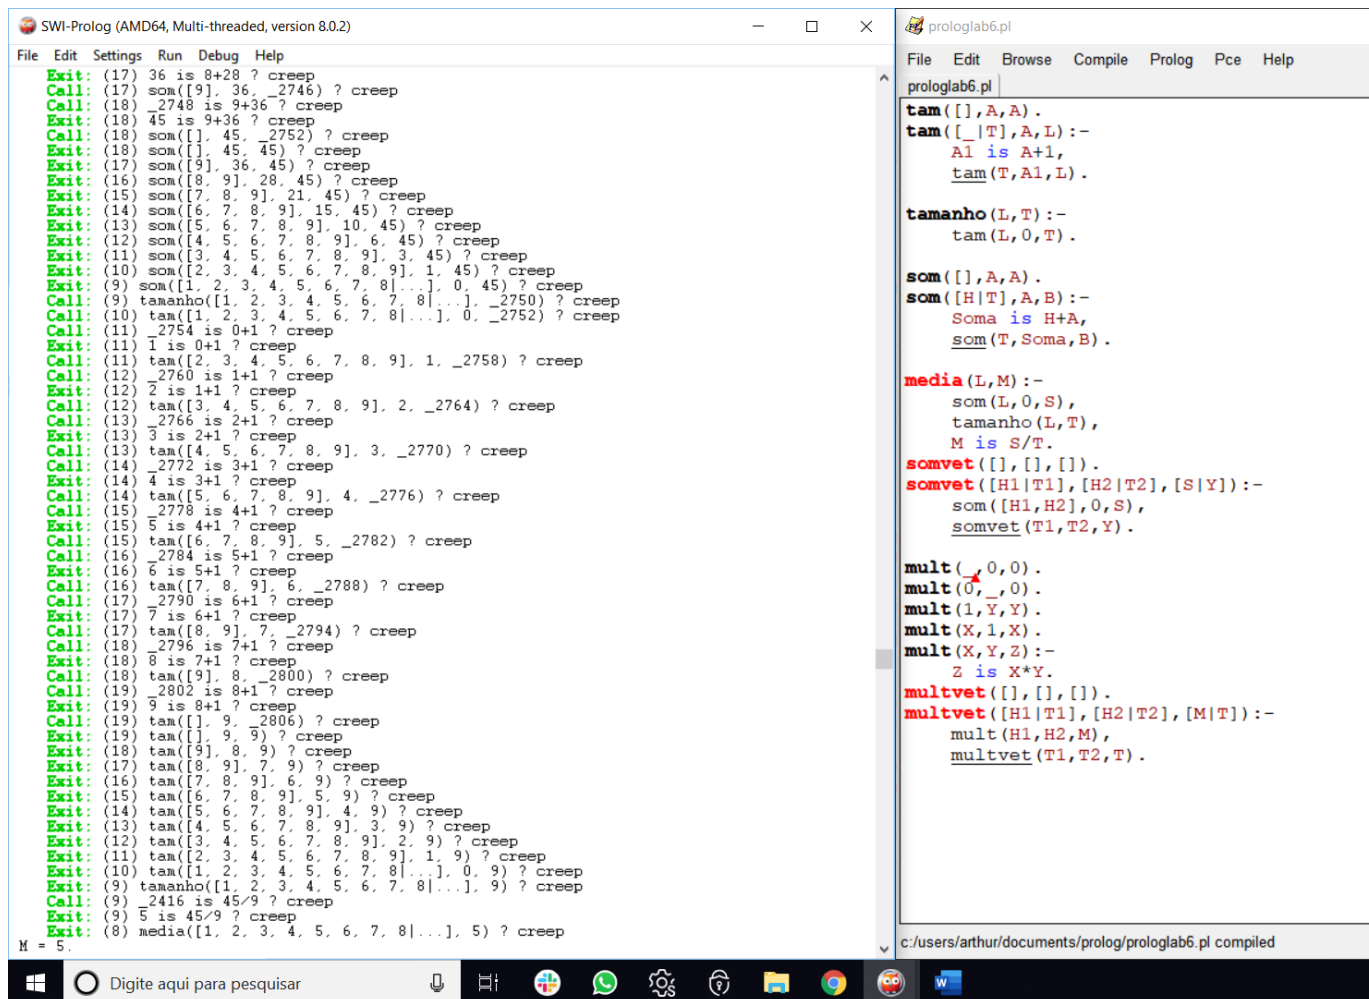 SWI-Prolog (AMD64, Multi-threaded, version 8.0.2)
File Edit Settings Run Debug Help
Exit: (17) 36 is 8+28 ? creep
Call: (17) som([9], 36, _2746) ? creep
Call: (18) _2748 is 9+36 ? creep
Exit: (18) 45 is 9+36 ? creep
Call: (18) som([], 45, _2752) ? creep
Exit: (18) som([], 45, 45) ? creep
Exit: (17) som([9], 36, 45) ? creep
Exit: (16) som([8, 9], 28, 45) ? creep
Exit: (15) som([7, 8, 9], 21, 45) ? creep
Exit: (14) som([6, 7, 8, 9], 15, 45) ? creep
Exit: (13) som([5, 6, 7, 8, 9], 10, 45) ? creep
Exit: (12) som([4, 5, 6, 7, 8, 9], 6, 45) ? creep
Exit: (11) som([3, 4, 5, 6, 7, 8, 9], 3, 45) ? creep
Exit: (10) som([2, 3, 4, 5, 6, 7, 8, 9], 1, 45) ? creep
Exit: (9) som([1, 2, 3, 4, 5, 6, 7, 8|...], 0, 45) ? creep
Call: (9) tamanho([1, 2, 3, 4, 5, 6, 7, 8|...], _2750) ? creep
Call: (10) tam([1, 2, 3, 4, 5, 6, 7, 8|...], 0, _2752) ? creep
Call: (11) _2754 is 0+1 ? creep
Exit: (11) 1 is 0+1 ? creep
Call: (11) tam([2, 3, 4, 5, 6, 7, 8, 9], 1, _2758) ? creep
Call: (12) _2760 is 1+1 ? creep
Exit: (12) 2 is 1+1 ? creep
Call: (12) tam([3, 4, 5, 6, 7, 8, 9], 2, _2764) ? creep
Call: (13) _2766 is 2+1 ? creep
Exit: (13) 3 is 2+1 ? creep
Call: (13) tam([4, 5, 6, 7, 8, 9], 3, _2770) ? creep
Call: (14) _2772 is 3+1 ? creep
Exit: (14) 4 is 3+1 ? creep
Call: (14) tam([5, 6, 7, 8, 9], 4, _2776) ? creep
Call: (15) _2778 is 4+1 ? creep
Exit: (15) 5 is 4+1 ? creep
Call: (15) tam([6, 7, 8, 9], 5, _2782) ? creep
Call: (16) _2784 is 5+1 ? creep
Exit: (16) 6 is 5+1 ? creep
Call: (16) tam([7, 8, 9], 6, _2788) ? creep
Call: (17) _2790 is 6+1 ? creep
Exit: (17) 7 is 6+1 ? creep
Call: (17) tam([8, 9], 7, _2794) ? creep
Call: (18) _2796 is 7+1 ? creep
Exit: (18) 8 is 7+1 ? creep
Call: (18) tam([9], 8, _2800) ? creep
Call: (19) _2802 is 8+1 ? creep
Exit: (19) 9 is 8+1 ? creep
Call: (19) tam([], 9, _2806) ? creep
Exit: (19) tam([], 9, 9) ? creep
Exit: (18) tam([9], 8, 9) ? creep
Exit: (17) tam([8, 9], 7, 9) ? creep
Exit: (16) tam([7, 8, 9], 6, 9) ? creep
Exit: (15) tam([6, 7, 8, 9], 5, 9) ? creep
Exit: (14) tam([5, 6, 7, 8, 9], 4, 9) ? creep
Exit: (13) tam([4, 5, 6, 7, 8, 9], 3, 9) ? creep
Exit: (12) tam([3, 4, 5, 6, 7, 8, 9], 2, 9) ? creep
Exit: (11) tam([2, 3, 4, 5, 6, 7, 8, 9], 1, 9) ? creep
Exit: (10) tam([1, 2, 3, 4, 5, 6, 7, 8|...], 0, 9) ? creep
Exit: (9) tamanho([1, 2, 3, 4, 5, 6, 7, 8|...], 9) ? creep
Call: (9) _2416 is 45/9 ? creep
Exit: (9) 5 is 45/9 ? creep
Exit: (8) media([1, 2, 3, 4, 5, 6, 7, 8|...], 5) ? creep
M = 5.
prologlab6.pl
File Edit Browse Compile Prolog Pce Help
prologlab6.pl
tam([],A,A).
tam([_|T],A,L):-
A1 is A+1,
tam(T,A1,L).
tamanho(L,T):-
tam(L,0,T).
som([],A,A).
som([H|T],A,B):-
Soma is H+A,
som(T,Soma,B).
media(L,M):-
som(L,0,S),
tamanho(L,T),
M is S/T.
somvet([],[],[]).
somvet([H1|T1],[H2|T2],[S|Y]):-
som([H1,H2],0,S),
somvet(T1,T2,Y).
mult(_,0,0).
mult(0,_,0).
mult(1,Y,Y).
mult(X,1,X).
mult(X,Y,Z):-
Z is X*Y.
multvet([],[],[]).
multvet([H1|T1],[H2|T2],[M|T]):-
mult(H1,H2,M),
multvet(T1,T2,T).
c:/users/arthur/documents/prolog/prologlab6.pl compiled
Digite aqui para pesquisar